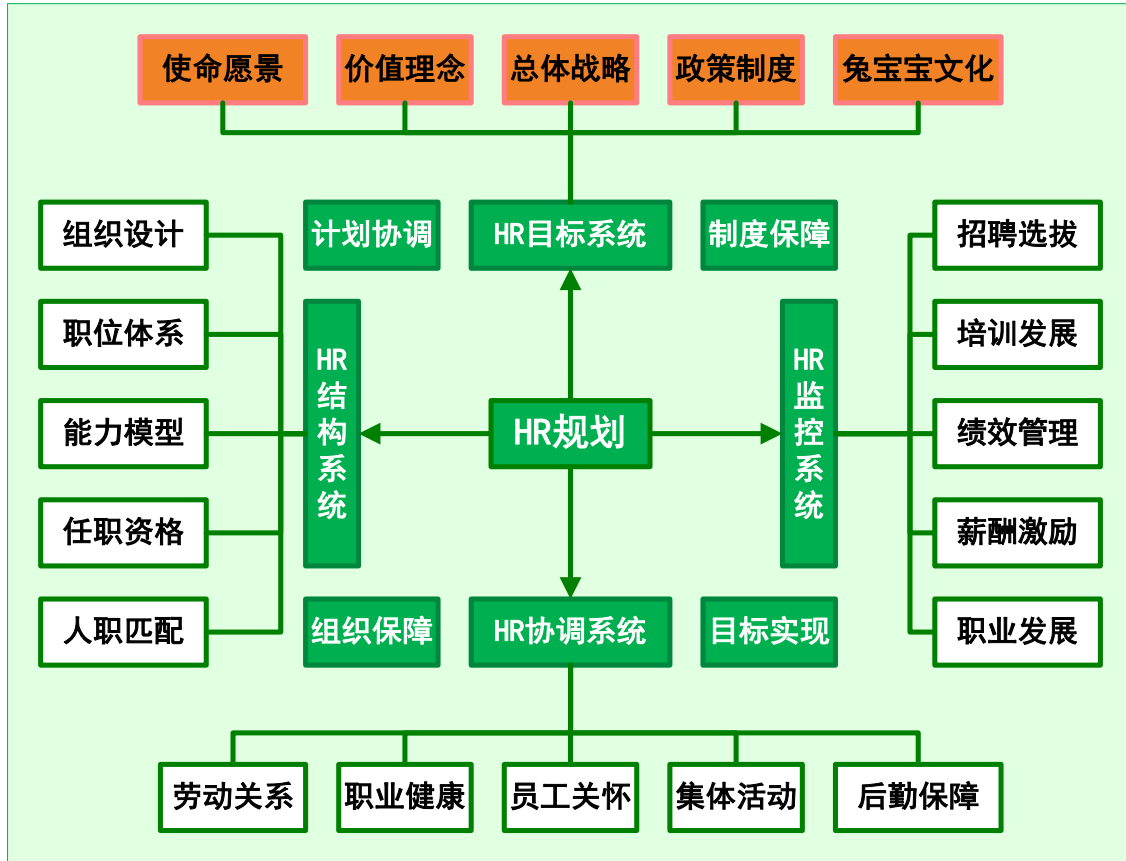 使命愿景
价值理念
总体战略
政策制度
兔宝宝文化
组织设计
计划协调
HR目标系统
制度保障
招聘选拔
职位体系
培训发展
HR结构系统
HR监控系统
能力模型
HR规划
绩效管理
任职资格
薪酬激励
人职匹配
组织保障
HR协调系统
目标实现
职业发展
劳动关系
职业健康
员工关怀
集体活动
后勤保障